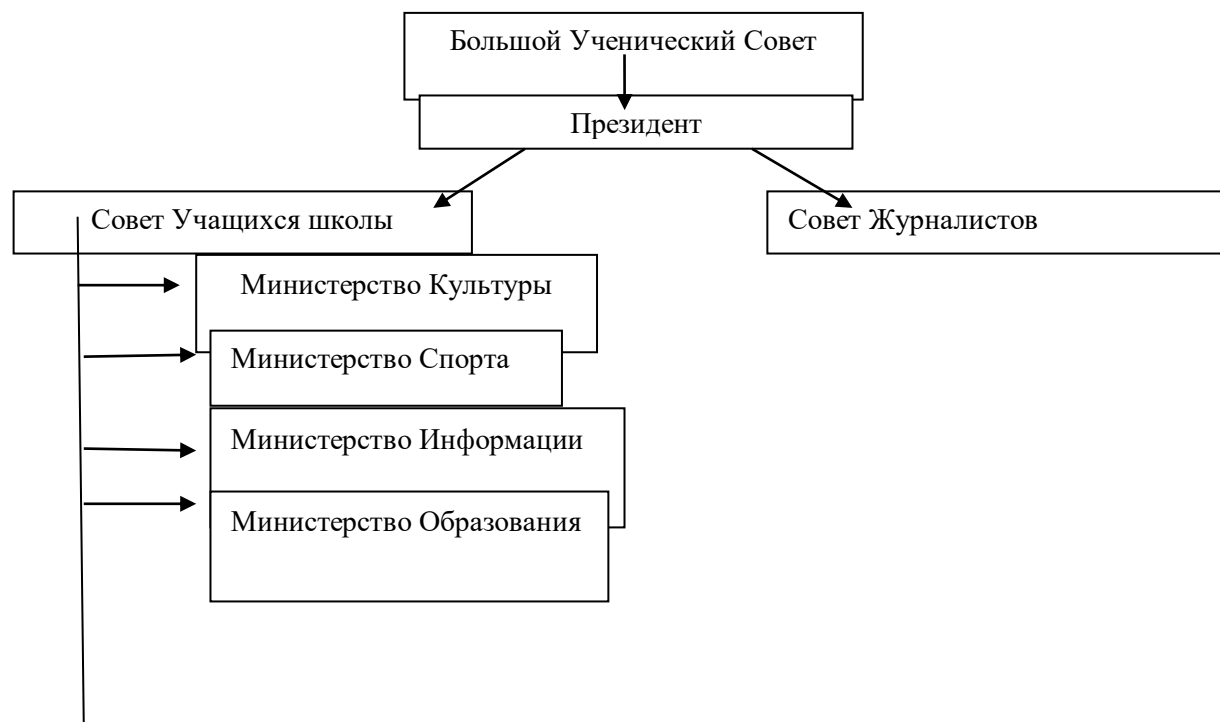 Большой Ученический Совет
Президент
Совет Учащихся школы
Совет Журналистов
Министерство Культуры
Министерство Спорта
Министерство Информации
Министерство Образования